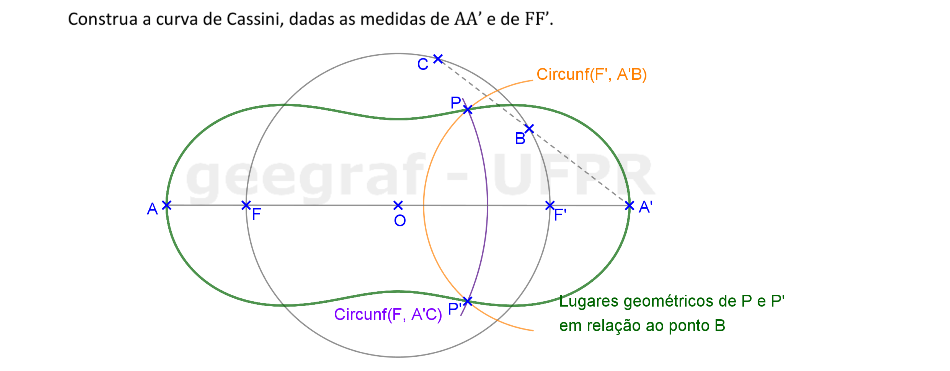 Construa a curva de Cassini, dadas as medidas de AA’ e de FF’.
C
Circunf(F', A'B)
P
B
geegraf - UFPR
A
F
O
F'
A'
Circunf(F, A'C)
P'
Lugares geométricos de P e P'
em relação ao ponto B